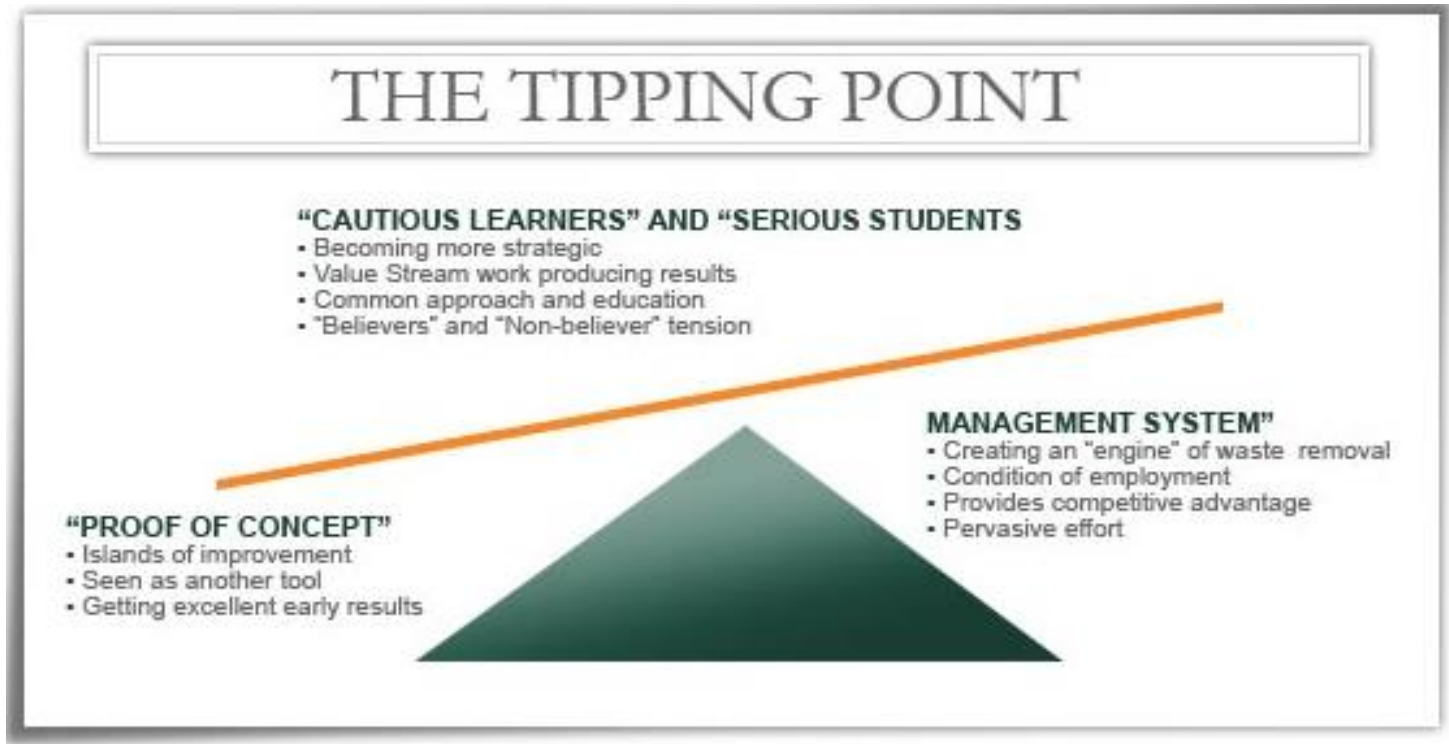 THE TIPPING POINT
“CAUTIOUS LEARNERS” AND “SERIOUS STUDENTS
▪ Becoming more strategic
▪ Value Stream work producing results
▪ Common approach and education
▪ “Believers” and “Non-believer” tension
MANAGEMENT SYSTEM”
▪ Creating an “engine” of waste removal
▪ Condition of employment
▪ Provides competitive advantage
▪ Pervasive effort
“PROOF OF CONCEPT”
▪ Islands of improvement
▪ Seen as another tool
▪ Getting excellent early results